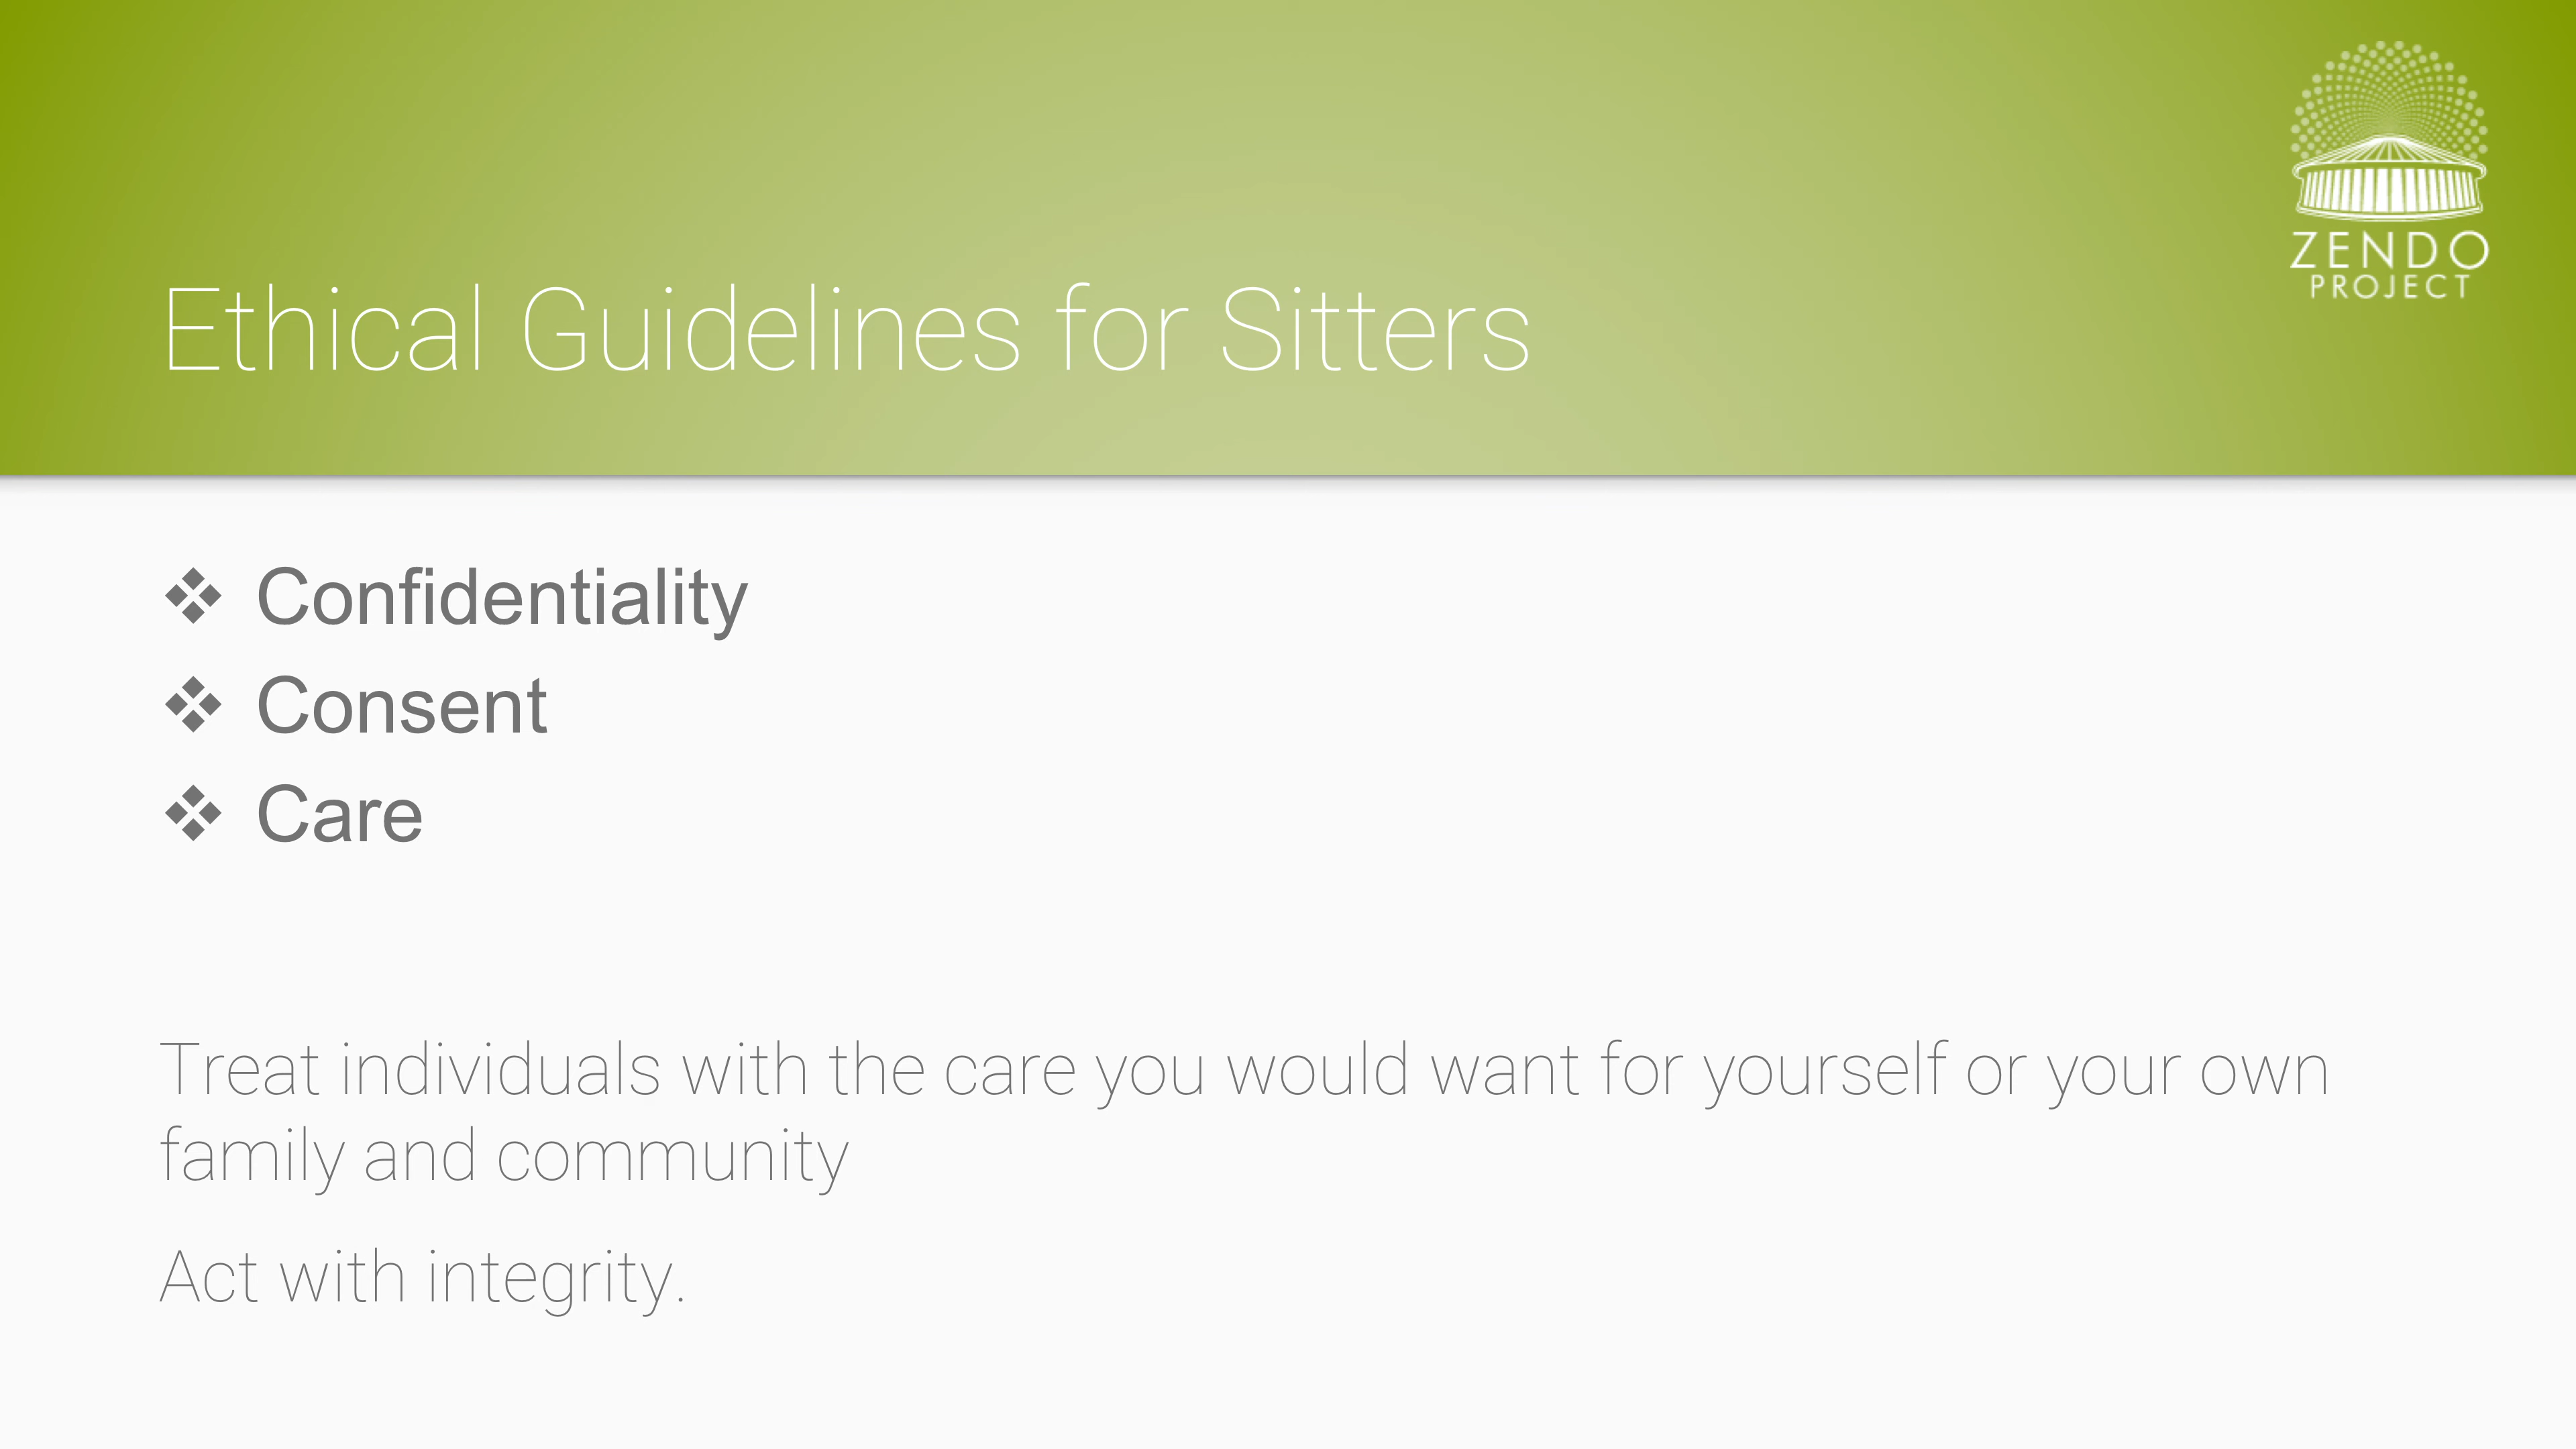 ZENDO
PROJECT
Ethical Guidelines for Sitters
❖ Confidentiality
❖ Consent
❖ Care
Treat individuals with the care you would want for yourself or your own
family and community
Act with integrity.